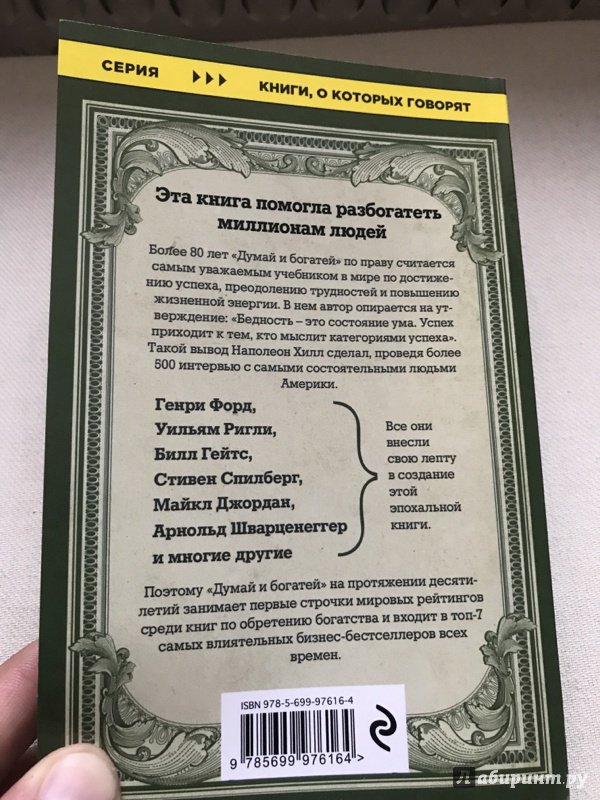 СЕРИЯ
КНИГИ, О КОТОРЫХ ГОВОРЯТ
Эта книга помогла разбогатеть
миллионам людей
Более 80 лет «Думай и богатей» по праву считается
самым уважаемым учебником в мире по достиже-
нию успеха, преодолению трудностей и повышению
жизненной энергии. В нем автор опирается на ут-
верждение: «Бедность – это состояние ума. Успех
приходит к тем, кто мыслит категориями успеха».
Такой вывод Наполеон Хилл сделал, проведя более
500 интервью с самыми состоятельными людьми
Америки.
Генри Форд,
Уильям Ригли,
Билл Гейтс,
Стивен Спилберг,
Майкл Джордан,
Арнольд Шварценеггер
и многие другие
Все они
внесли
свою лепту
в создание
этой
эпохальной
книги.
Поэтому «Думай и богатей» на протяжении десяти-
летий занимает первые строчки мировых рейтингов
среди книг по обретению богатства и входит в топ-7
самых влиятельных бизнес-бестселлеров всех
времен.
ISBN 978-5-699-97616-4
9 785699 976164 >
Лабиринт.ру